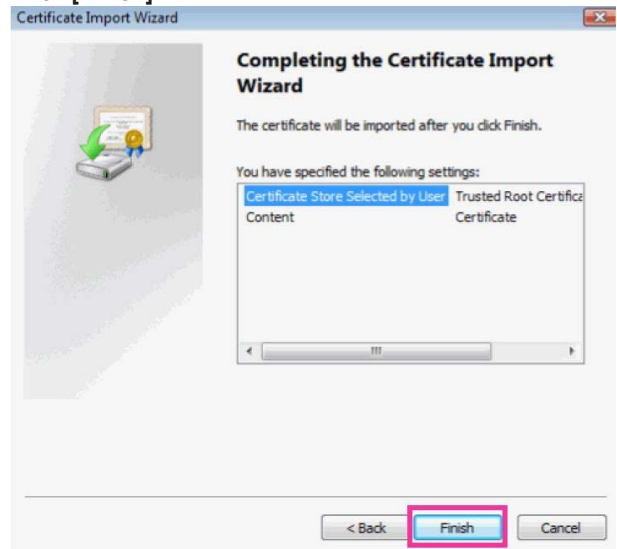 Certificate Import Wizard
Completing the Certificate Import
Wizard
The certificate will be imported after you click Finish.
You have specified the following settings:
Certificate Store Selected by User Trusted Root Certifica
Content Certificate
< Back Finish Cancel